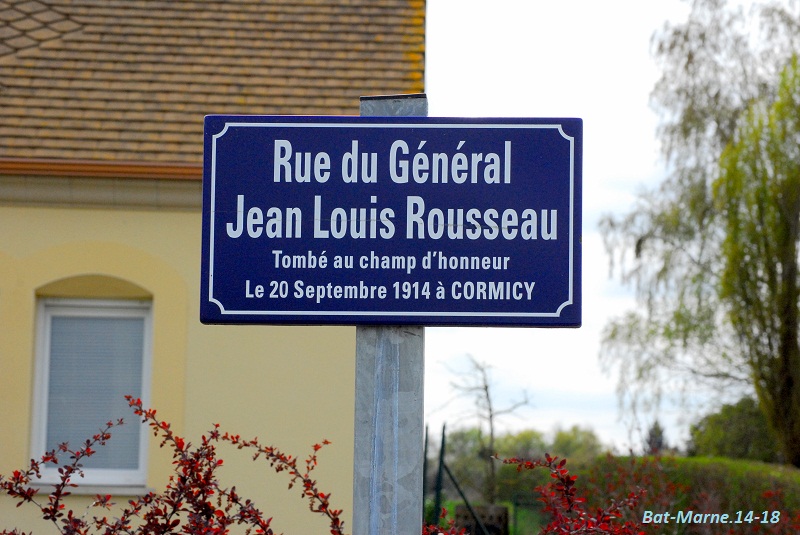 Rue du Général
Jean Louis Rousseau
Tombé au champ d'honneur
Le 20 Septembre 1914 à CORMICY
Bat-Marne.14-18